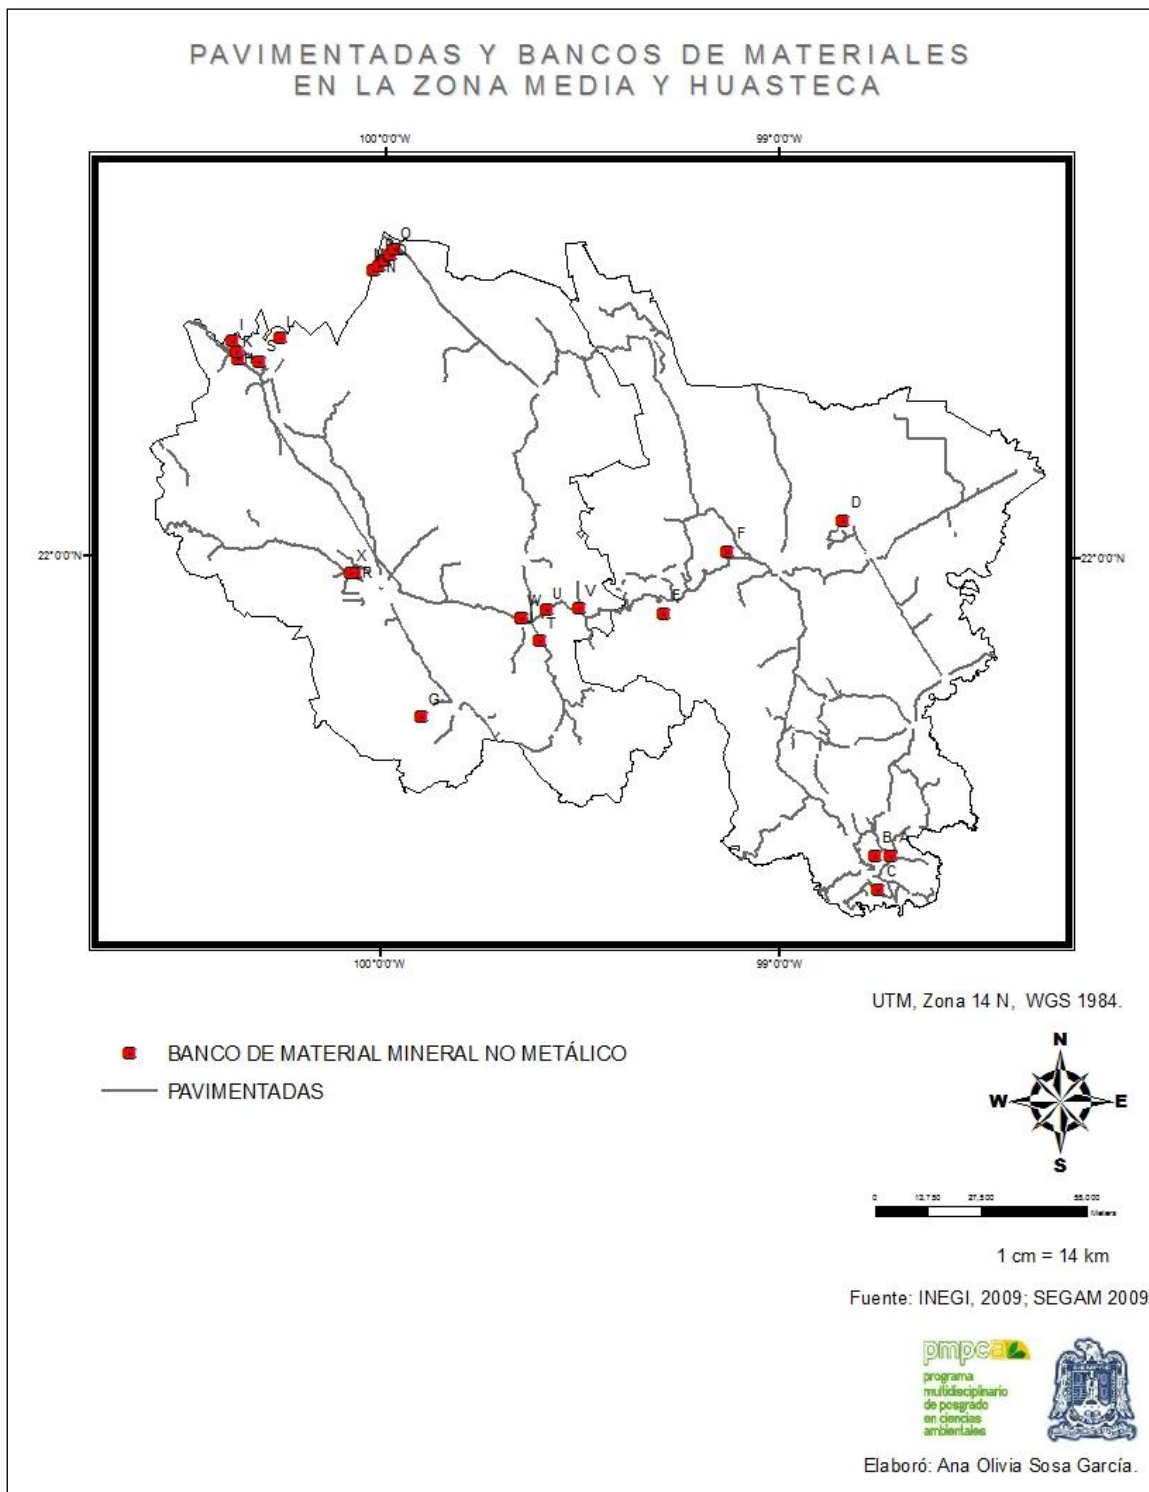 PAVIMENTADAS Y BANCOS DE MATERIALES
EN LA ZONA MEDIA Y HUASTECA
100°0'0"W
99°0'0"W
O
Q
N
I
L
K
S
H
D
F
22°0'0"N
22°0'0"N
X
R
U
V
W
E
T
G
B
A
C
100°0'0"W
99°0'0"W
UTM, Zona 14 N, WGS 1984.
BANCO DE MATERIAL MINERAL NO METÁLICO
PAVIMENTADAS
N
W
E
S
0 13,750 27,500 55,000
Meters
1 cm = 14 km
Fuente: INEGI, 2009; SEGAM 2009
pmpca
programa
multidisciplinario
de posgrado
en ciencias
ambientales
Elaboró: Ana Olivia Sosa García.